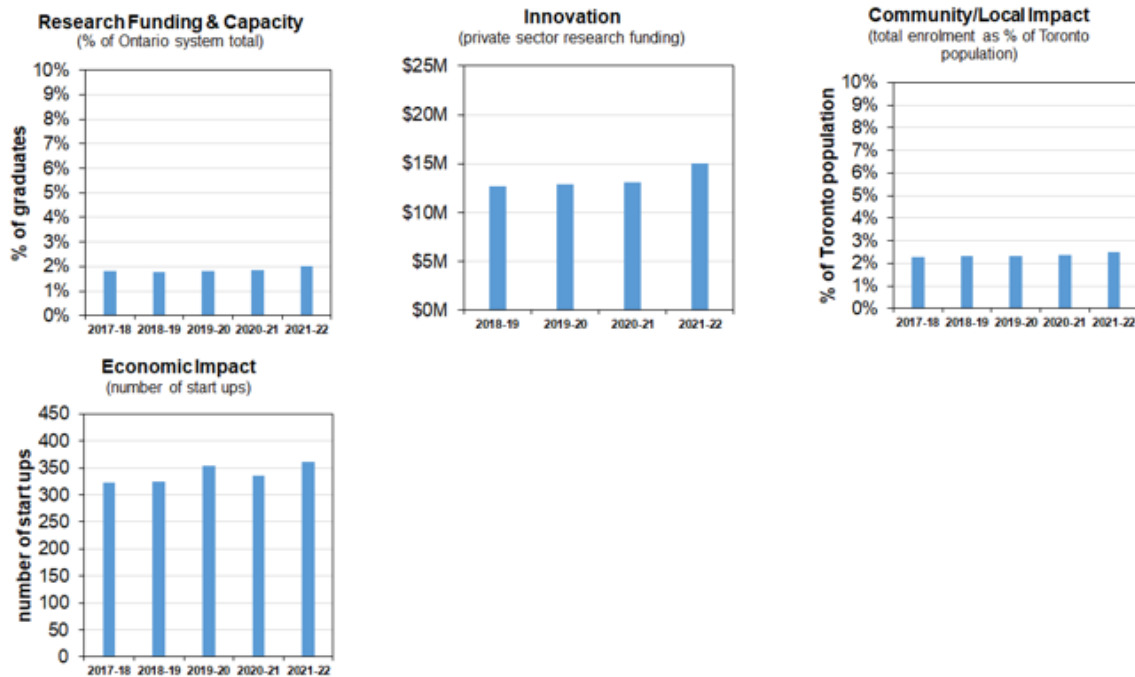 Research Funding & Capacity
(% of Ontario system total)
% of graduates
10%
9%
8%
7%
6%
5%
4%
3%
2%
1%
0%
2017-18 2018-19 2019-20 2020-21 2021-22
Innovation
(private sector research funding)
$25M
$20M
$15M
$10M
$5M
$0M
2018-19 2019-20 2020-21 2021-22
Community/Local Impact
(total enrolment as % of Toronto
population)
% of Toronto population
10%
9%
8%
7%
6%
5%
4%
3%
2%
1%
0%
2017-18 2018-19 2019-20 2020-21 2021-22
Economic Impact
(number of start ups)
number of start ups
450
400
350
300
250
200
150
100
50
0
2017-18 2018-19 2019-20 2020-21 2021-22